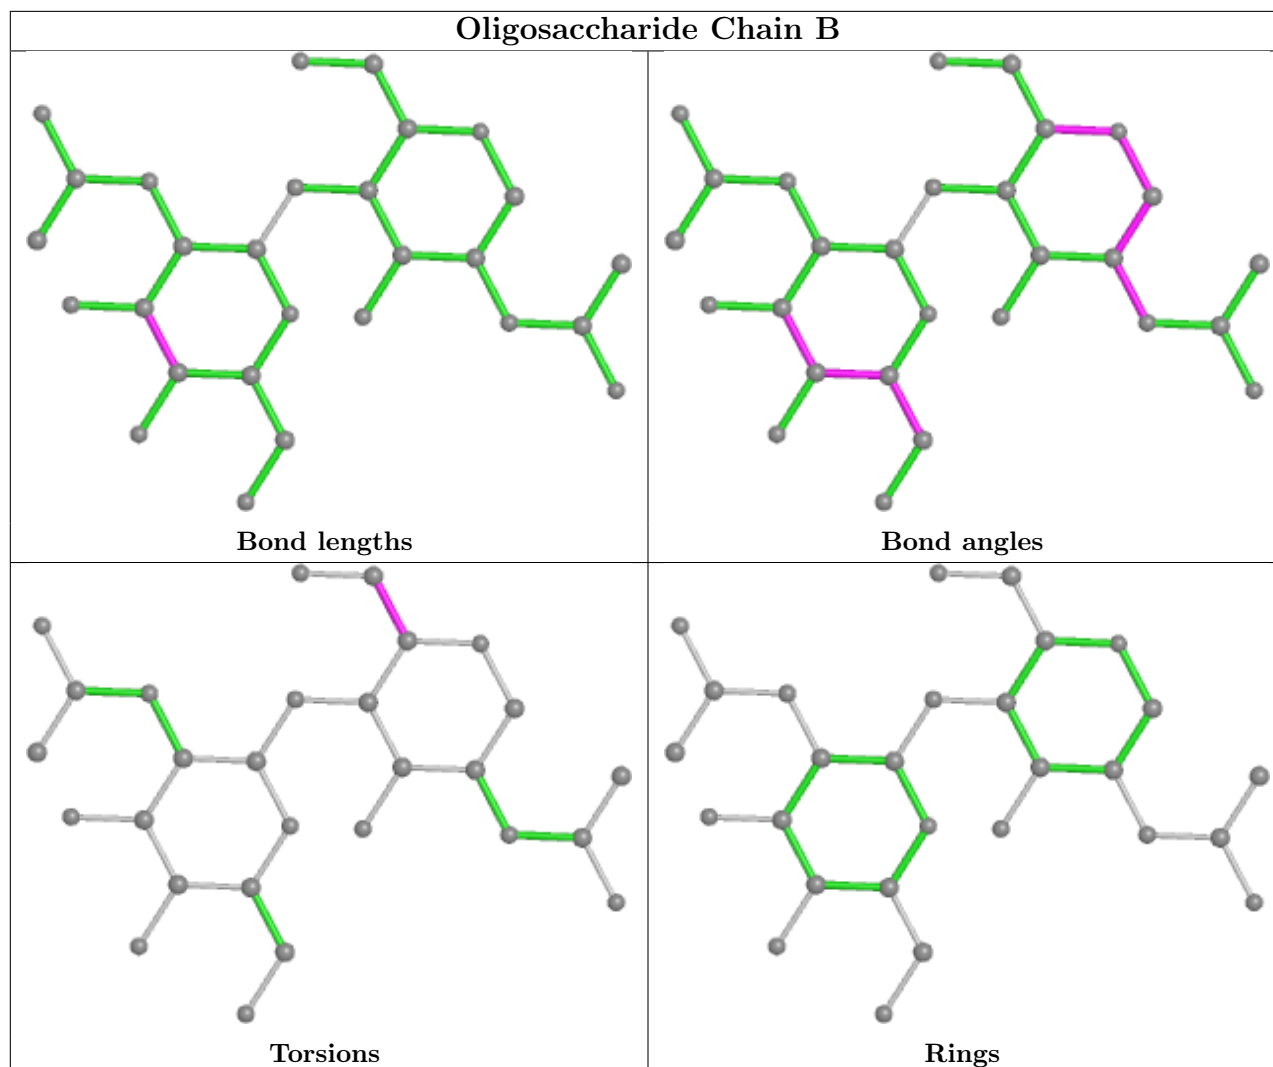 Oligosaccharide Chain B
Bond lengths
Bond angles
Torsions
Rings